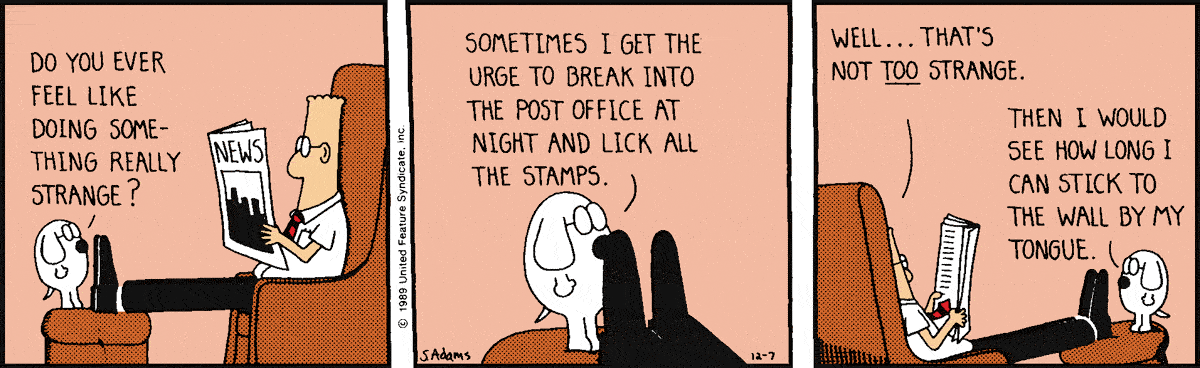 DO YOU EVER
FEEL LIKE
DOING SOME-
THING REALLY
STRANGE?
NEWS
© 1989 United Feature Syndicate, Inc.
SOMETIMES I GET THE
URGE TO BREAK INTO
THE POST OFFICE AT
NIGHT AND LICK ALL
THE STAMPS.
S.Adams
12-7
WELL... THAT'S
NOT TOO STRANGE.
THEN I WOULD
SEE HOW LONG I
CAN STICK TO
THE WALL BY MY
TONGUE.